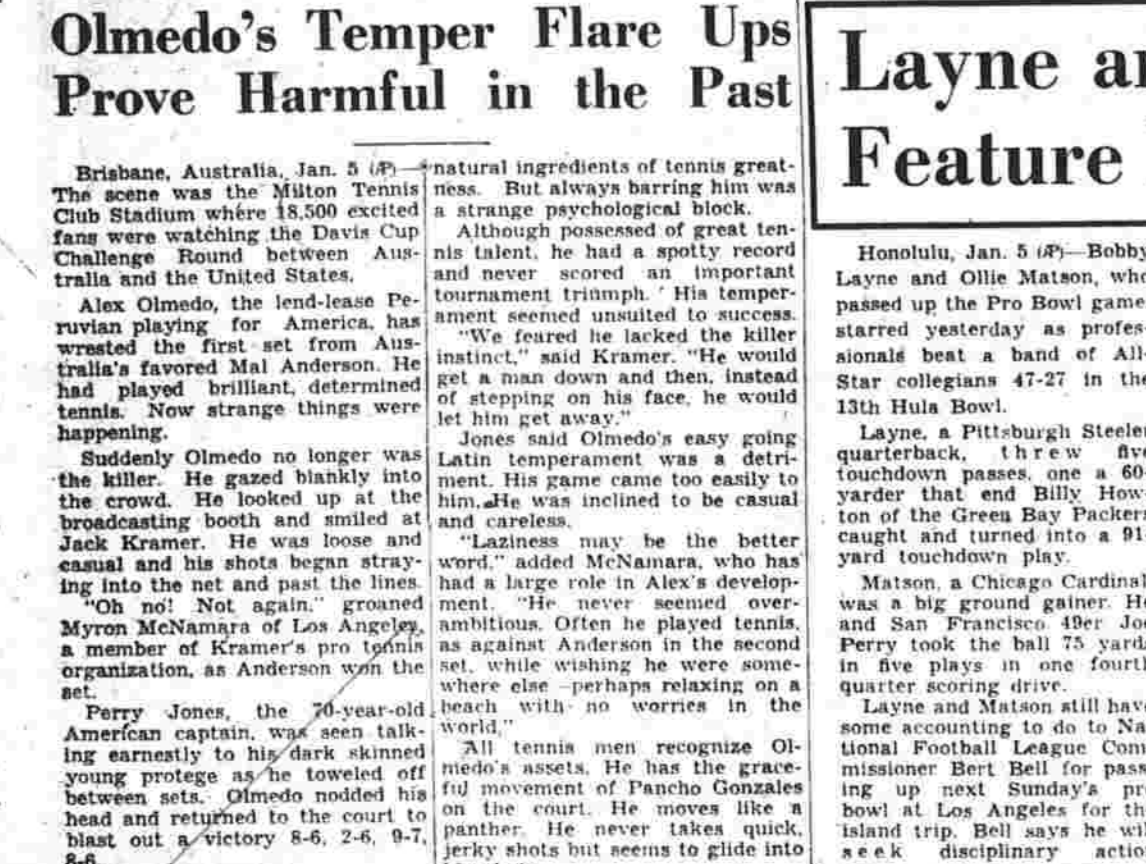 Olmedo's Temper Flare Ups
Prove Harmful in the Past
Brisbane, Australia, Jan. 5 (AP)—
The scene was the Milton Tennis
Club Stadium where 18,500 excited
fans were watching the Davis Cup
Challenge Round between Aus-
tralia and the United States.
Alex Olmedo, the lend-lease Pe-
ruvian playing for America, has
wrested the first set from Aus-
tralia's favored Mal Anderson. He
had played brilliant, determined
tennis. Now strange things were
happening.
Suddenly Olmedo no longer was
the killer. He gazed blankly into
the crowd. He looked up at the
broadcasting booth and smiled at
Jack Kramer. He was loose and
casual and his shots began stray-
ing into the net and past the lines.
"Oh no! Not again," groaned
Myron McNamara of Los Angeles,
a member of Kramer's pro tennis
organization, as Anderson won the
set.
Perry Jones, the 70-year-old
American captain, was seen talk-
ing earnestly to his dark skinned
young protege as he toweled off
between sets. Olmedo nodded his
head and returned to the court to
blast out a victory 8-6, 2-6, 9-7,
8-6.
natural ingredients of tennis great-
ness. But always barring him was
a strange psychological block.
Although possessed of great ten-
nis talent, he had a spotty record
and never scored an important
tournament triumph. His temper-
ament seemed unsuited to success.
"We feared he lacked the killer
instinct," said Kramer. "He would
get a man down and then, instead
of stepping on his face, he would
let him get away."
Jones said Olmedo's easy going
Latin temperament was a detri-
ment. His game came too easily to
him. He was inclined to be casual
and careless.
"Laziness may be the better
word," added McNamara, who has
had a large role in Alex's develop-
ment. "He never seemed over-
ambitious. Often he played tennis,
as against Anderson in the second
set, while wishing he were some-
where else—perhaps relaxing on a
beach with no worries in the
world."
All tennis men recognize Ol-
medo's assets. He has the grace-
ful movement of Pancho Gonzales
on the court. He moves like a
panther. He never takes quick,
jerky shots but seems to glide into
Layne a
Feature
Honolulu, Jan. 5 (AP)—Bobby
Layne and Ollie Matson, who
passed up the Pro Bowl game
starred yesterday as profes-
sionals beat a band of All-
Star collegians 47-27 in the
13th Hula Bowl.
Layne, a Pittsburgh Steeler
quarterback, threw five
touchdown passes, one a 60-
yarder that end Billy How-
ton of the Green Bay Packers
caught and turned into a 91-
yard touchdown play.
Matson, a Chicago Cardinal
was a big ground gainer. He
and San Francisco 49er Joe
Perry took the ball 75 yards
in five plays in one fourth
quarter scoring drive.
Layne and Matson still have
some accounting to do to Na
tional Football League Com
missioner Bert Bell for pass
ing up next Sunday's pr
bowl at Los Angeles for th
island trip. Bell says he wil
seek disciplinary actio